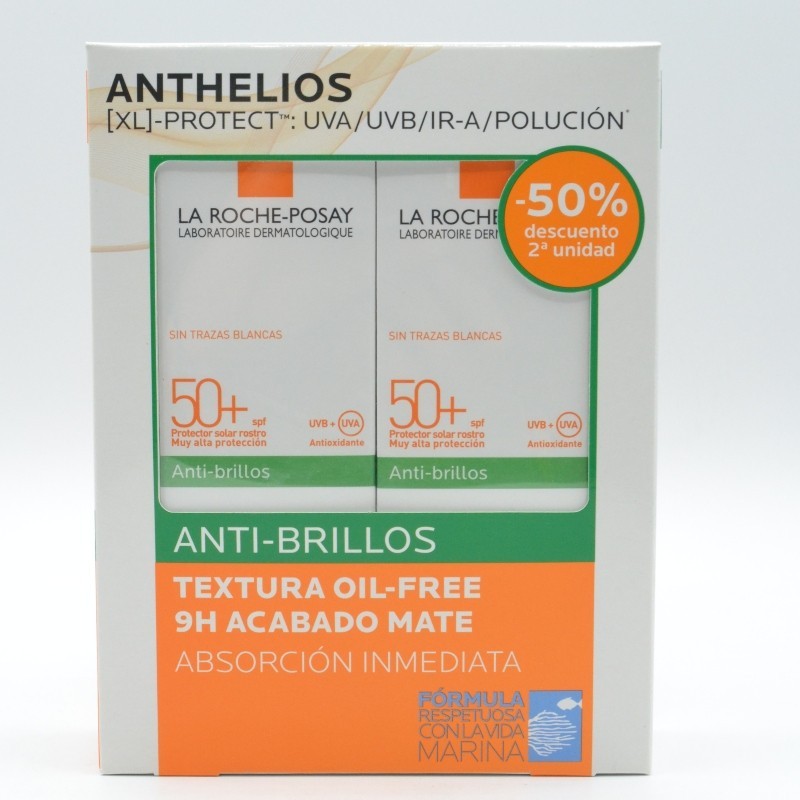 ANTHELIOS
[XL]-PROTECT™: UVA/UVB/IR-A/POLUCIÓN*
-50%
descuento
2ª unidad
LA ROCHE-POSAY
LABORATOIRE DERMATOLOGIQUE
SIN TRAZAS BLANCAS
50+ spf
UVB + UVA
Protector solar rostro
Muy alta protección
Antioxidante
Anti-brillos
LA ROCHE
LABORATOIRE DER
SIN TRAZAS BLANCAS
50+ spf
UVB + UVA
Protector solar rostro
Muy alta protección
Antioxidante
Anti-brillos
ANTI-BRILLOS
TEXTURA OIL-FREE
9H ACABADO MATE
ABSORCIÓN INMEDIATA
FÓRMULA
RESPETUOSA
CON LA VIDA
MARINA